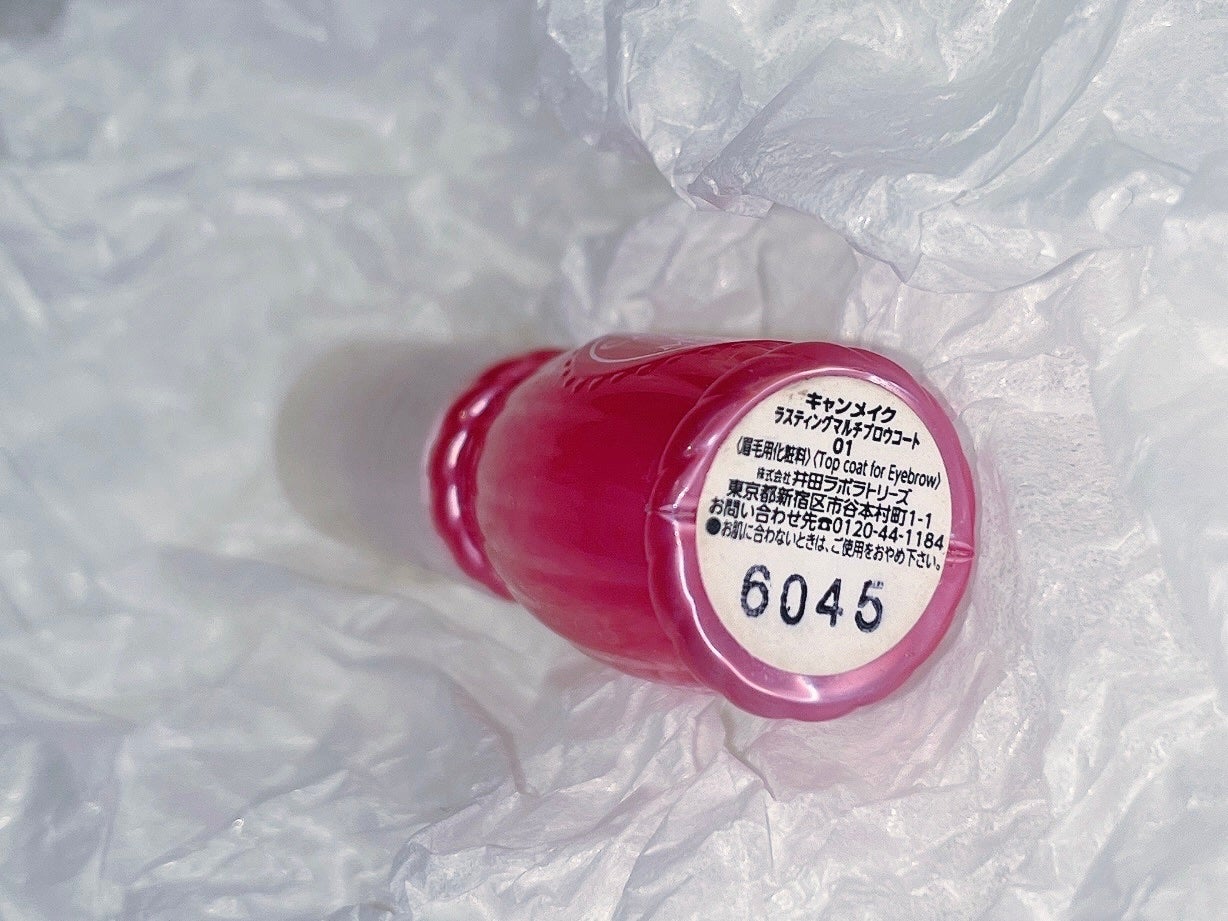 キャンメイク
ラスティングマルチブロウコート
01
〈眉毛用化粧料〉〈Top coat for Eyebrow〉
株式会社井田ラボラトリーズ
東京都新宿区市谷本村町1-1
お問い合わせ先☎0120-44-1184
●お肌に合わないときは、ご使用をおやめ下さい。
6045